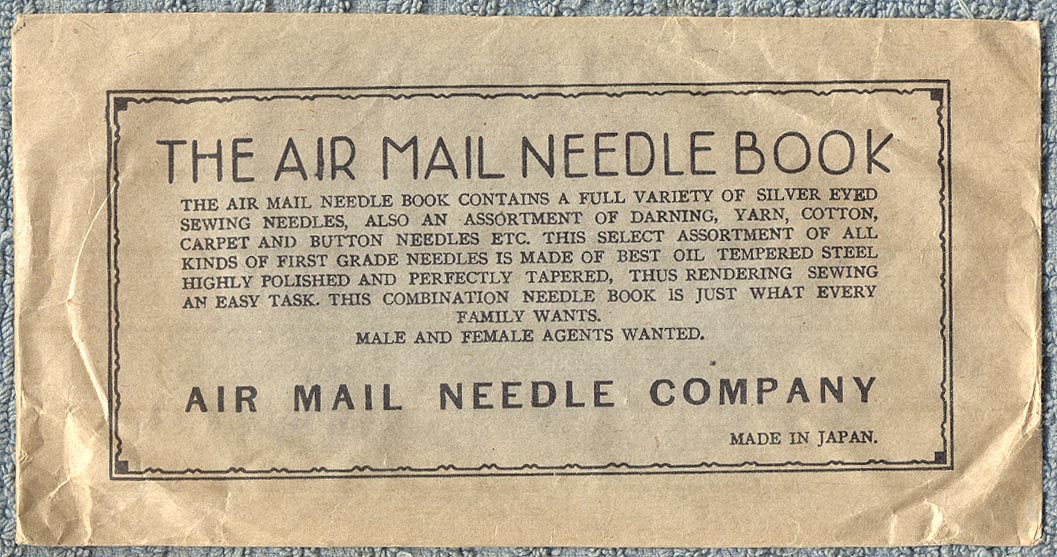 THE AIR MAIL NEEDLE BOOK
THE AIR MAIL NEEDLE BOOK CONTAINS A FULL VARIETY OF SILVER EYED
SEWING NEEDLES, ALSO AN ASSORTMENT OF DARNING, YARN, COTTON,
CARPET AND BUTTON NEEDLES ETC. THIS SELECT ASSORTMENT OF ALL
KINDS OF FIRST GRADE NEEDLES IS MADE OF BEST OIL TEMPERED STEEL
HIGHLY POLISHED AND PERFECTLY TAPERED, THUS RENDERING SEWING
AN EASY TASK. THIS COMBINATION NEEDLE BOOK IS JUST WHAT EVERY
FAMILY WANTS.
MALE AND FEMALE AGENTS WANTED.
AIR MAIL NEEDLE COMPANY
MADE IN JAPAN.